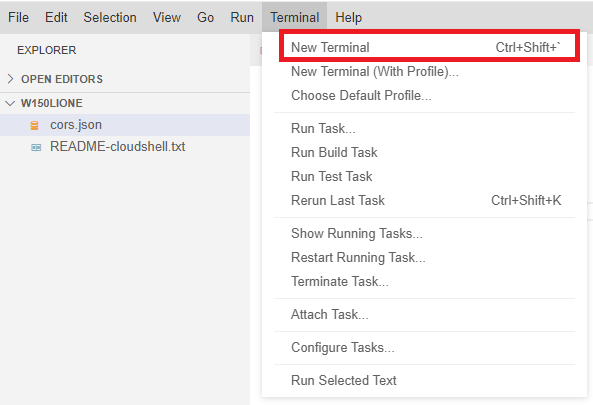 File Edit Selection View Go Run Terminal Help
EXPLORER
OPEN EDITORS
W150LIONE
cors.json
README-cloudshell.txt
New Terminal Ctrl+Shift+`
New Terminal (With Profile)...
Choose Default Profile...
Run Task...
Run Build Task
Run Test Task
Rerun Last Task Ctrl+Shift+K
Show Running Tasks...
Restart Running Task...
Terminate Task...
Attach Task...
Configure Tasks...
Run Selected Text